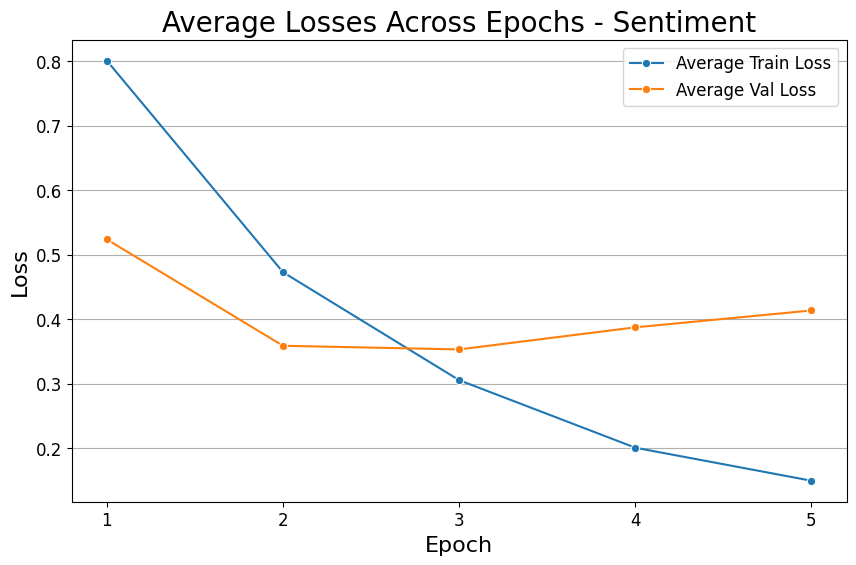 Average Losses Across Epochs - Sentiment
Average Train Loss
Average Val Loss
0.8
0.7
0.6
0.5
0.4
0.3
0.2
Loss
1 2 3 4 5
Epoch